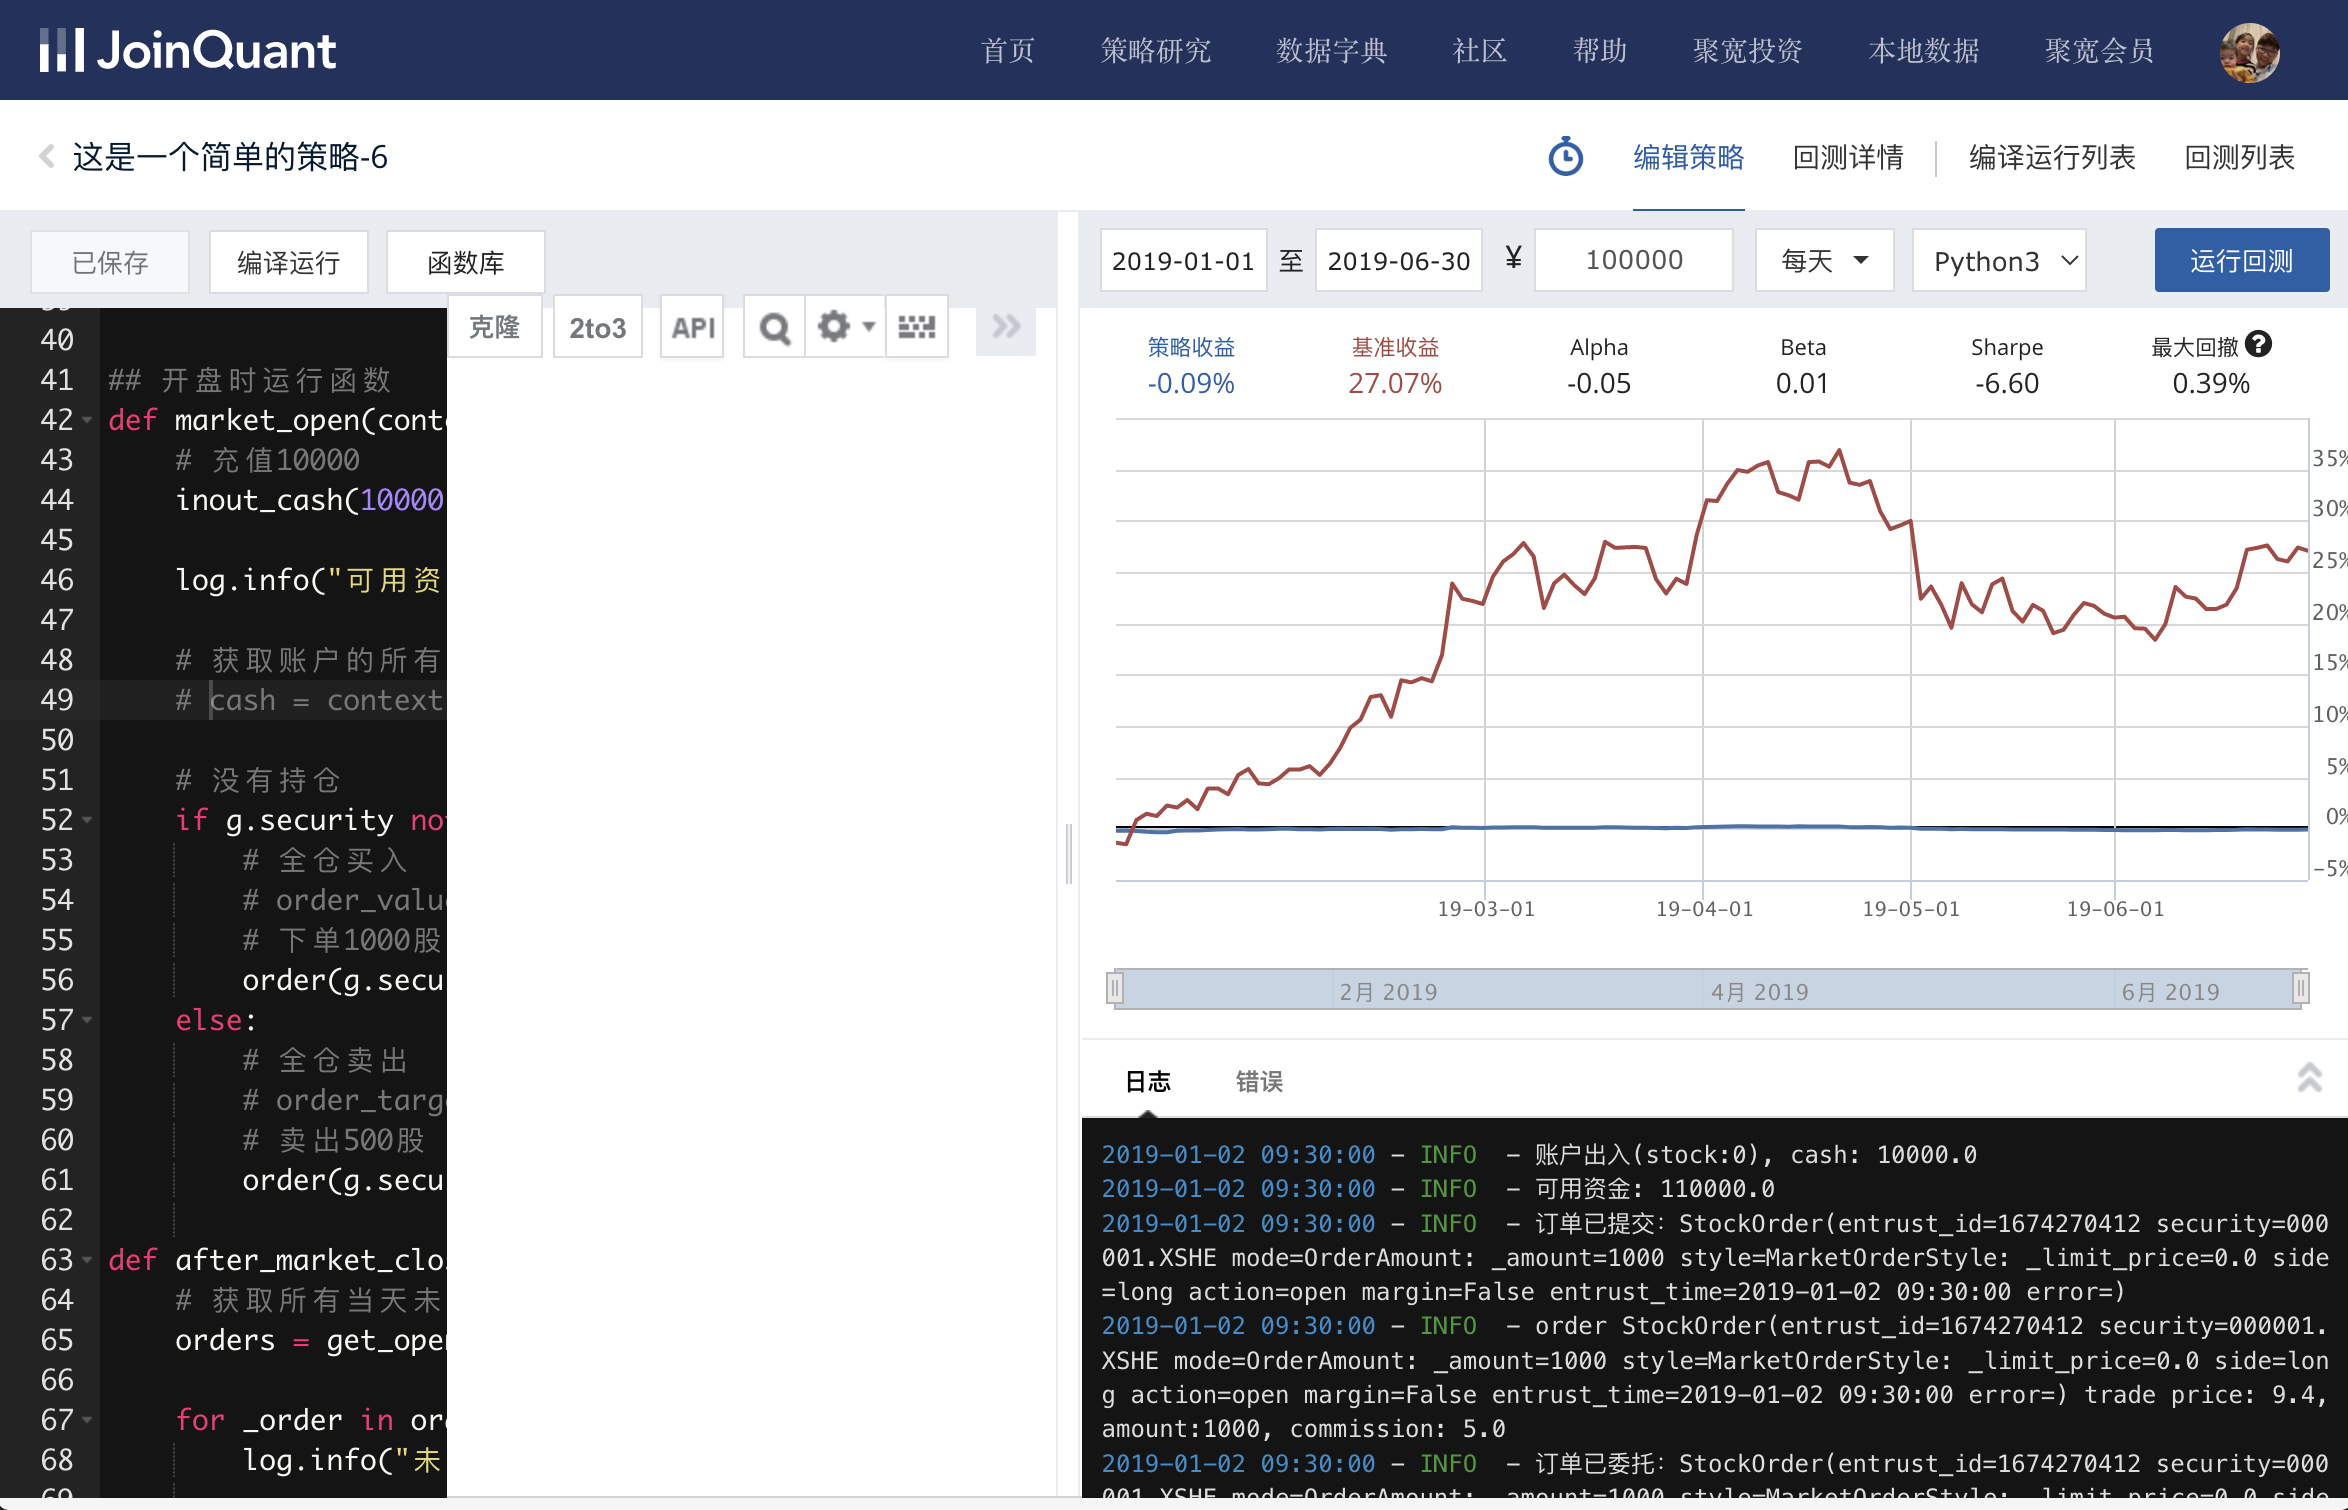 JoinQuant
首页 策略研究 数据字典 社区 帮助 聚宽投资 本地数据 聚宽会员
这是一个简单的策略-6
编辑策略 回测详情 编译运行列表 回测列表
已保存 编译运行 函数库
克隆 2to3 API
40
41 ## 开盘时运行函数
42 def market_open(cont
43 # 充值10000
44 inout_cash(10000
45
46 log.info("可用资
47
48 # 获取账户的所有
49 # cash = context
50
51 # 没有持仓
52 if g.security no
53 # 全仓买入
54 # order_valu
55 # 下单1000股
56 order(g.secu
57 else:
58 # 全仓卖出
59 # order_targ
60 # 卖出500股
61 order(g.secu
62
63 def after_market_clo
64 # 获取所有当天未
65 orders = get_ope
66
67 for _order in or
68 log.info("未
69
2019-01-01 至 2019-06-30 ¥ 100000 每天 Python3 运行回测
策略收益 基准收益 Alpha Beta Sharpe 最大回撤 ?
-0.09% 27.07% -0.05 0.01 -6.60 0.39%
35%
30%
25%
20%
15%
10%
5%
0%
-5%
19-03-01 19-04-01 19-05-01 19-06-01
2月 2019 4月 2019 6月 2019
日志 错误
2019-01-02 09:30:00 - INFO - 账户出入(stock:0), cash: 10000.0
2019-01-02 09:30:00 - INFO - 可用资金: 110000.0
2019-01-02 09:30:00 - INFO - 订单已提交: StockOrder(entrust_id=1674270412 security=000
001.XSHE mode=OrderAmount: _amount=1000 style=MarketOrderStyle: _limit_price=0.0 side
=long action=open margin=False entrust_time=2019-01-02 09:30:00 error=)
2019-01-02 09:30:00 - INFO - order StockOrder(entrust_id=1674270412 security=000001.
XSHE mode=OrderAmount: _amount=1000 style=MarketOrderStyle: _limit_price=0.0 side=lon
g action=open margin=False entrust_time=2019-01-02 09:30:00 error=) trade price: 9.4,
amount:1000, commission: 5.0
2019-01-02 09:30:00 - INFO - 订单已委托: StockOrder(entrust_id=1674270412 security=000
001.XSHE mode=OrderAmount: _amount=1000 style=MarketOrderStyle: _limit_price=0.0 side